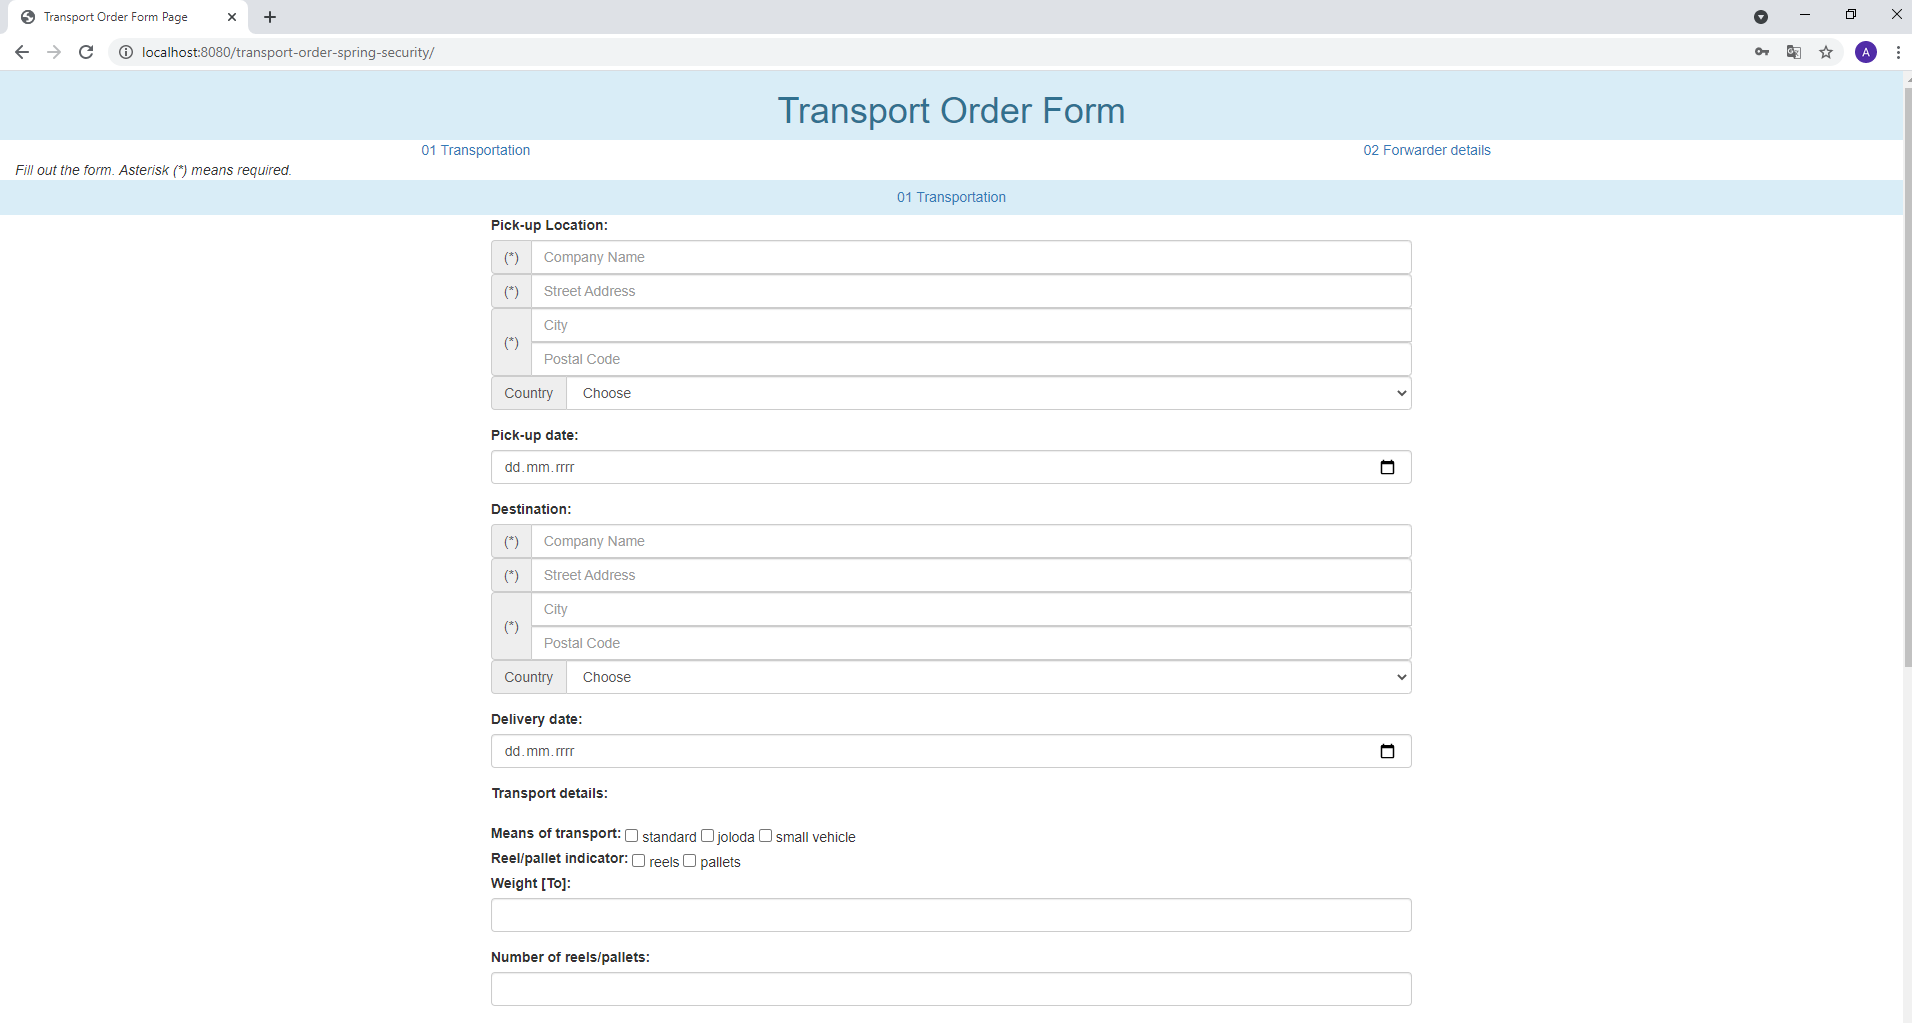 Transport Order Form Page
localhost:8080/transport-order-spring-security/
A
Transport Order Form
01 Transportation 02 Forwarder details
Fill out the form. Asterisk (*) means required.
01 Transportation
Pick-up Location:
(*) Company Name
(*) Street Address
City
(*)
Postal Code
Country Choose
Pick-up date:
dd.mm.rrrr
Destination:
(*) Company Name
(*) Street Address
City
(*)
Postal Code
Country Choose
Delivery date:
dd.mm.rrrr
Transport details:
Means of transport: standard joloda small vehicle
Reel/pallet indicator: reels pallets
Weight [To]:
Number of reels/pallets: